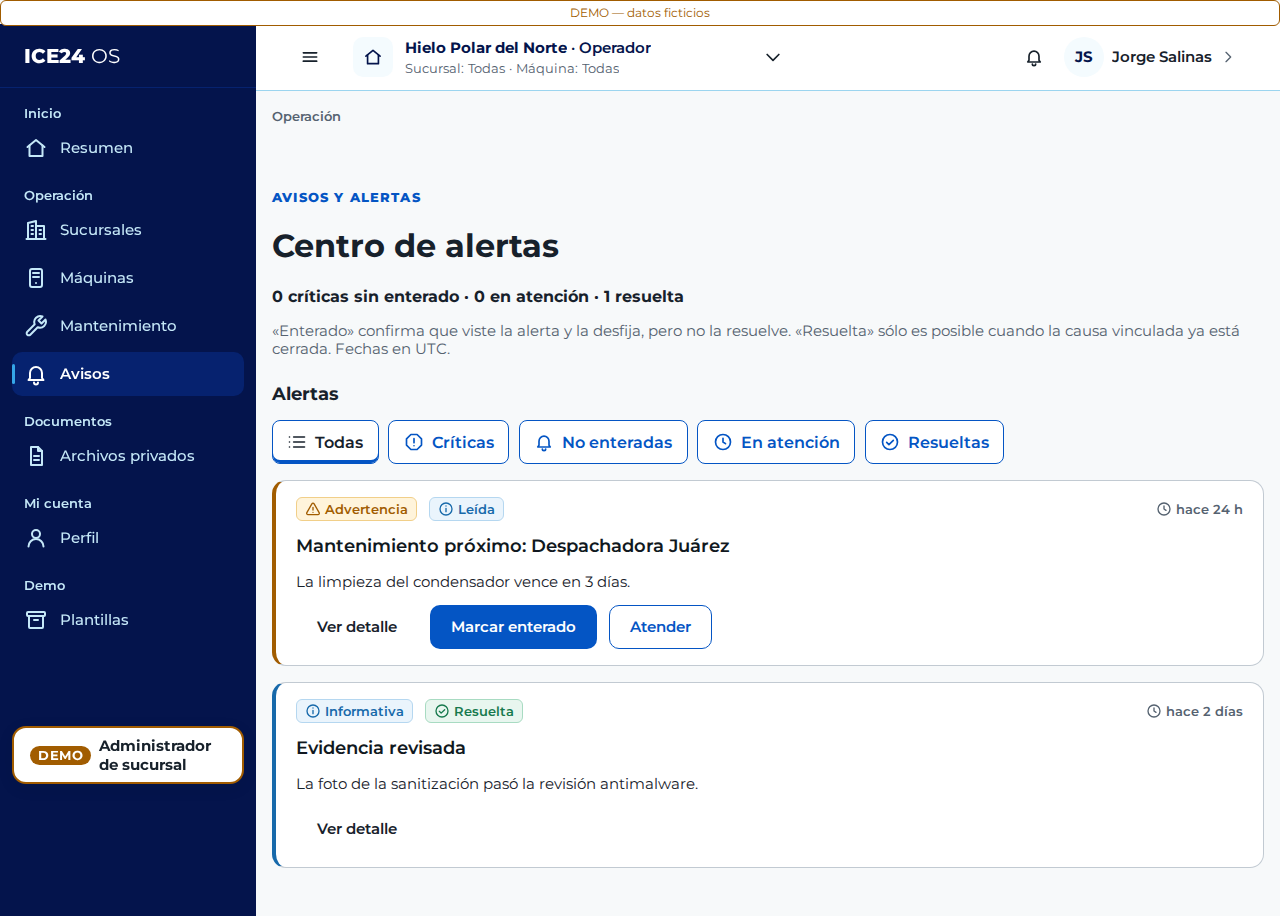 DEMO — datos ficticios
ICE24 OS
Hielo Polar del Norte · Operador
Sucursal: Todas · Máquina: Todas
JS
Jorge Salinas
Inicio
Resumen
Operación
Sucursales
Máquinas
Mantenimiento
Avisos
Documentos
Archivos privados
Mi cuenta
Perfil
Demo
Plantillas
DEMO
Administrador
de sucursal
Operación
AVISOS Y ALERTAS
Centro de alertas
0 críticas sin enterado · 0 en atención · 1 resuelta
«Enterado» confirma que viste la alerta y la desfija, pero no la resuelve. «Resuelta» sólo es posible cuando la causa vinculada ya está
cerrada. Fechas en UTC.
Alertas
Todas
Críticas
No enteradas
En atención
Resueltas
Advertencia
Leída
hace 24 h
Mantenimiento próximo: Despachadora Juárez
La limpieza del condensador vence en 3 días.
Ver detalle
Marcar enterado
Atender
Informativa
Resuelta
hace 2 días
Evidencia revisada
La foto de la sanitización pasó la revisión antimalware.
Ver detalle